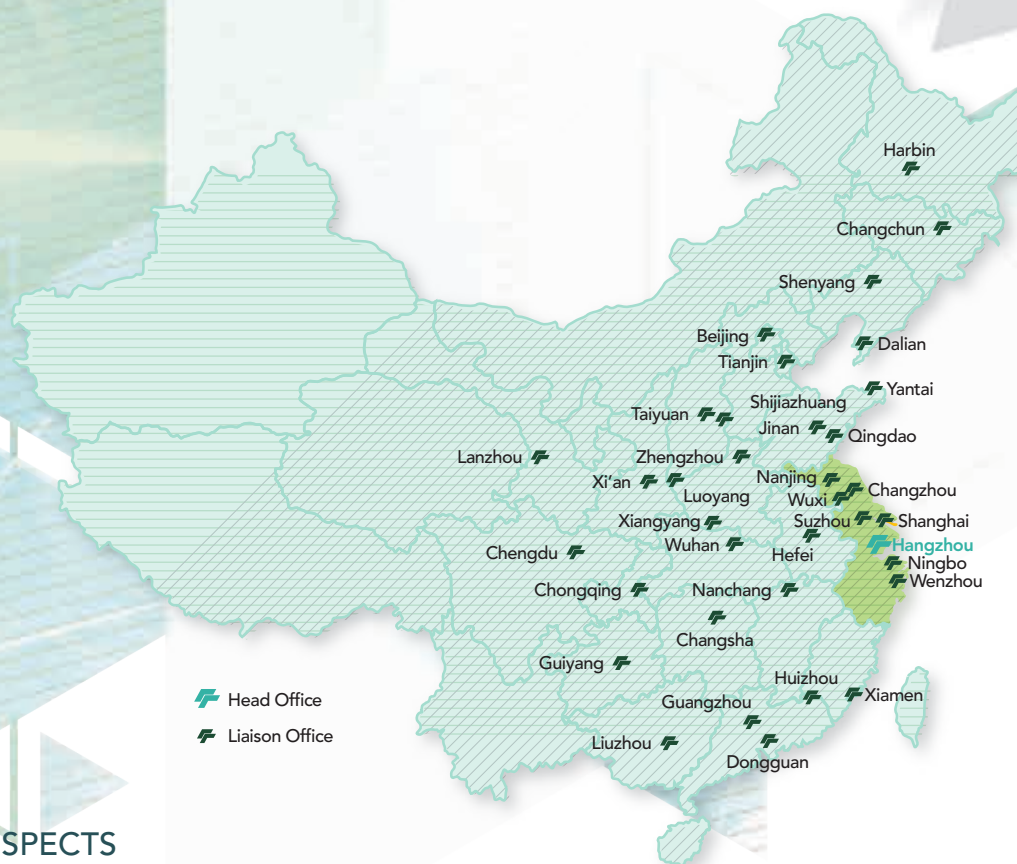 Harbin
Changchun
Shenyang
Beijing
Dalian
Tianjin
Yantai
Shijiazhuang
Taiyuan
Jinan
Qingdao
Lanzhou
Zhengzhou
Xi'an
Nanjing
Luoyang
Changzhou
Wuxi
Xiangyang
Suzhou
Shanghai
Wuhan
Hangzhou
Chengdu
Hefei
Ningbo
Wenzhou
Chongqing
Nanchang
Changsha
Guiyang
Huizhou
Xiamen
Guangzhou
Liuzhou
Dongguan
Head Office
Liaison Office
SPECTS